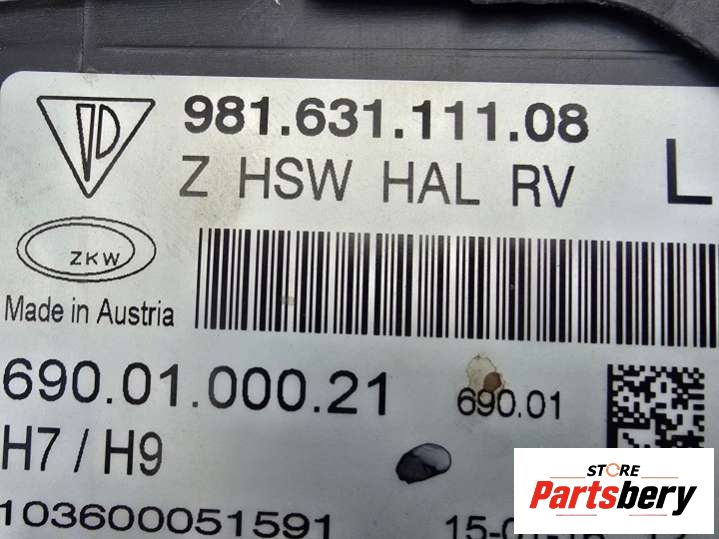 981.631.111.08
Z HSW HAL RV L
ZKW
Made in Austria
690.01.000.21 690.01
H7 / H9
103600051591
STORE
Partsbery